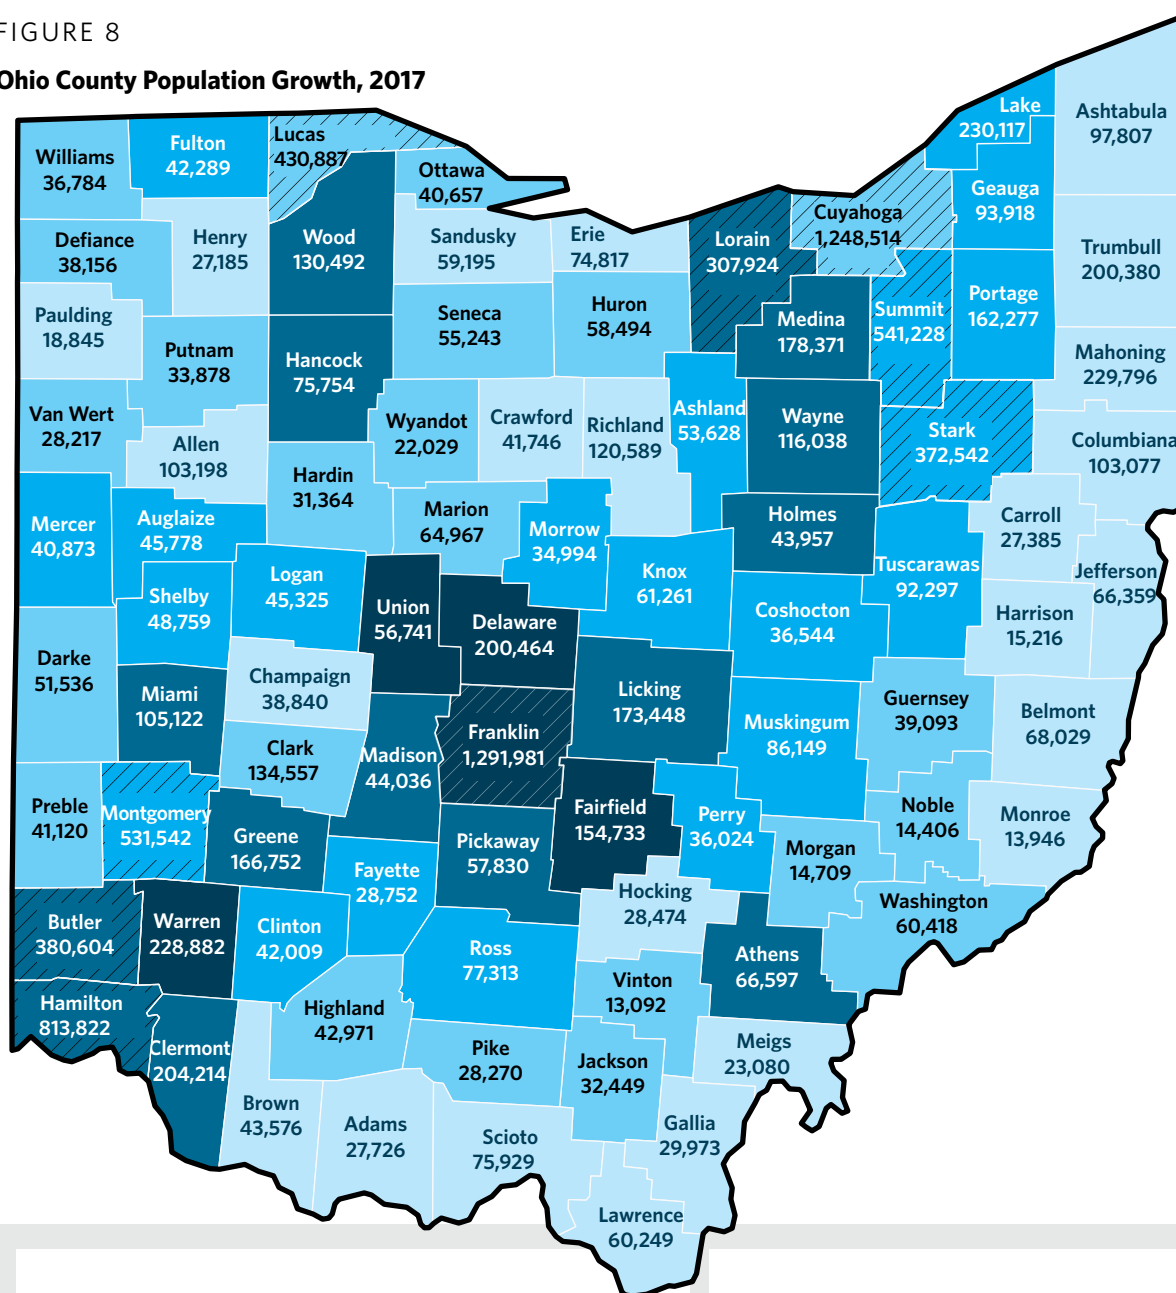 FIGURE 8
Ohio County Population Growth, 2017
Lake
230,117
Ashtabula
97,807
Williams
36,784
Fulton
42,289
Lucas
430,887
Ottawa
40,657
Geauga
93,918
Cuyahoga
1,248,514
Defiance
38,156
Henry
27,185
Wood
130,492
Sandusky
59,195
Erie
74,817
Lorain
307,924
Trumbull
200,380
Paulding
18,845
Seneca
55,243
Huron
58,494
Medina
178,371
Summit
541,228
Portage
162,277
Putnam
33,878
Hancock
75,754
Mahoning
229,796
Van Wert
28,217
Allen
103,198
Wyandot
22,029
Crawford
41,746
Richland
120,589
Ashland
53,628
Wayne
116,038
Stark
372,542
Columbiana
103,077
Hardin
31,364
Mercer
40,873
Auglaize
45,778
Marion
64,967
Morrow
34,994
Holmes
43,957
Carroll
27,385
Tuscarawas
92,297
Jefferson
66,359
Logan
45,325
Shelby
48,759
Union
56,741
Delaware
200,464
Knox
61,261
Coshocton
36,544
Harrison
15,216
Darke
51,536
Champaign
38,840
Miami
105,122
Licking
173,448
Guernsey
39,093
Belmont
68,029
Clark
134,557
Madison
44,036
Franklin
1,291,981
Muskingum
86,149
Preble
41,120
Montgomery
531,542
Greene
166,752
Fairfield
154,733
Perry
36,024
Noble
14,406
Monroe
13,946
Pickaway
57,830
Morgan
14,709
Fayette
28,752
Hocking
28,474
Washington
60,418
Butler
380,604
Warren
228,882
Clinton
42,009
Ross
77,313
Athens
66,597
Hamilton
813,822
Highland
42,971
Vinton
13,092
Clermont
204,214
Pike
28,270
Jackson
32,449
Meigs
23,080
Brown
43,576
Adams
27,726
Scioto
75,929
Gallia
29,973
Lawrence
60,249